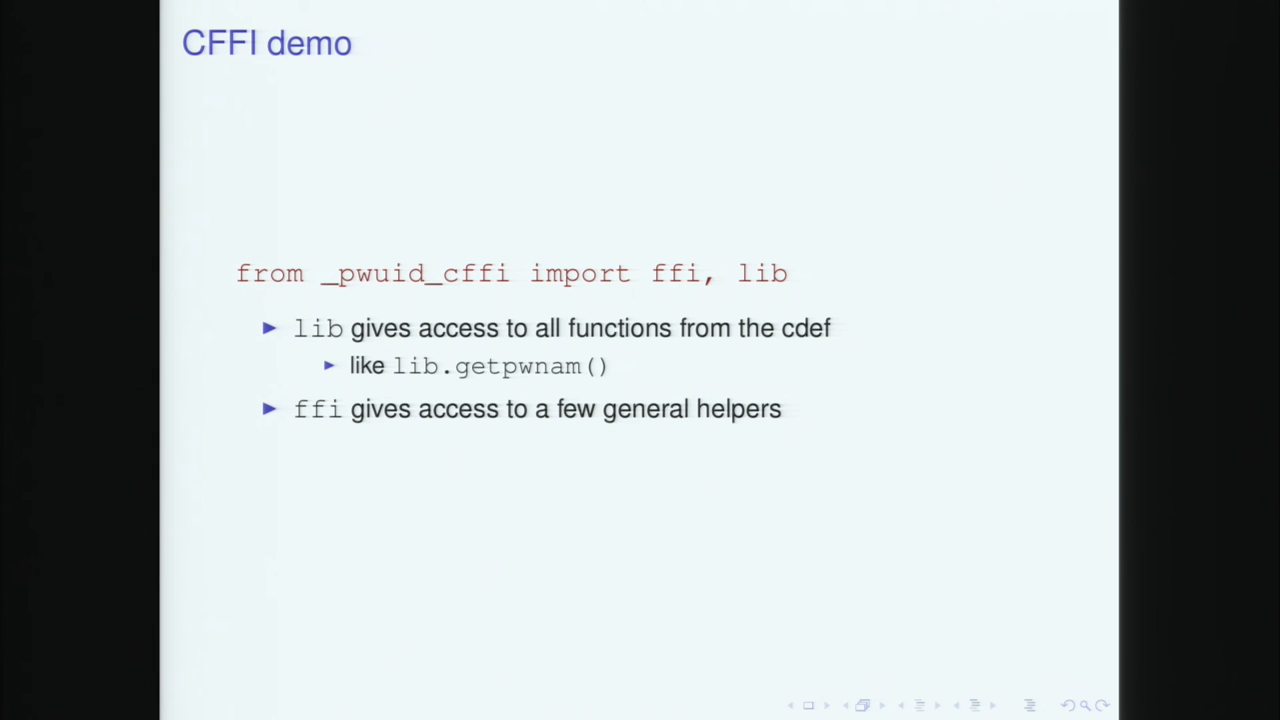 CFFI demo
from _pwuid_cffi import ffi, lib
lib gives access to all functions from the cdef
like lib.getpwnam()
ffi gives access to a few general helpers